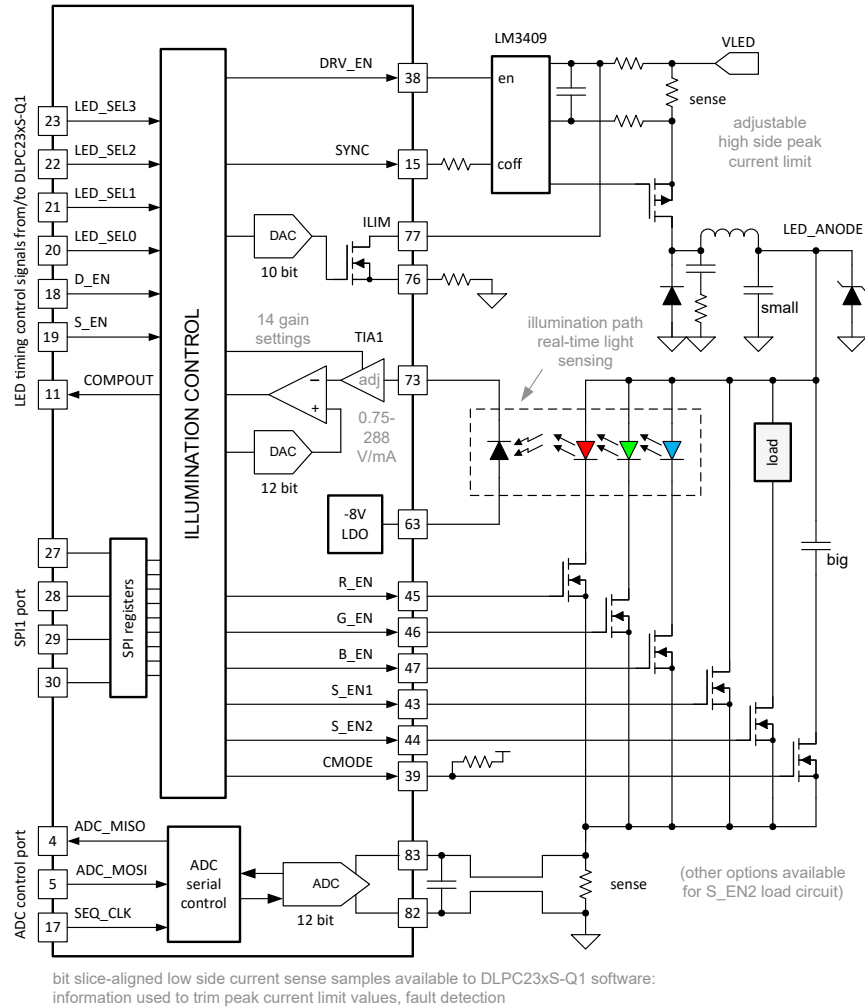 LM3409
VLED
DRV_EN
38
en
sense
LED_SEL3
23
adjustable
high side peak
current limit
LED_SEL2
22
SYNC
15
coff
LED_SEL1
21
ILIM
77
LED_ANODE
LED_SEL0
20
DAC
10 bit
D_EN
18
76
S_EN
19
small
14 gain
settings
TIA1
illumination path
real-time light
sensing
COMPOUT
11
–
+
adj
73
0.75-
288
V/mA
DAC
12 bit
load
LED timing control signals from/to DLPC23xS-Q1
ILLUMINATION CONTROL
-8V
LDO
63
big
27
28
29
30
SPI1 port
SPI registers
R_EN
45
G_EN
46
B_EN
47
S_EN1
43
S_EN2
44
CMODE
39
ADC control port
ADC_MISO
4
ADC_MOSI
5
SEQ_CLK
17
ADC
serial
control
ADC
12 bit
83
82
sense
(other options available
for S_EN2 load circuit)
bit slice-aligned low side current sense samples available to DLPC23xS-Q1 software:
information used to trim peak current limit values, fault detection